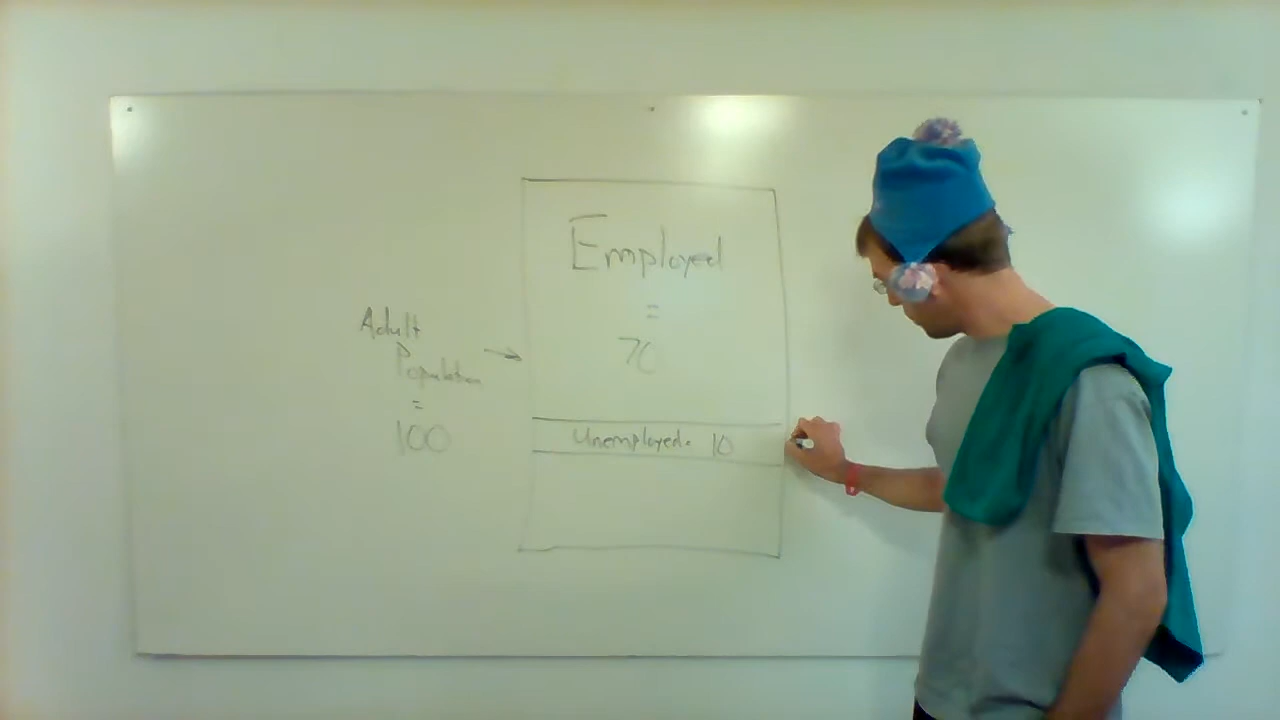 Employed
=
70
Adult
Population
=
100
Unemployed = 10